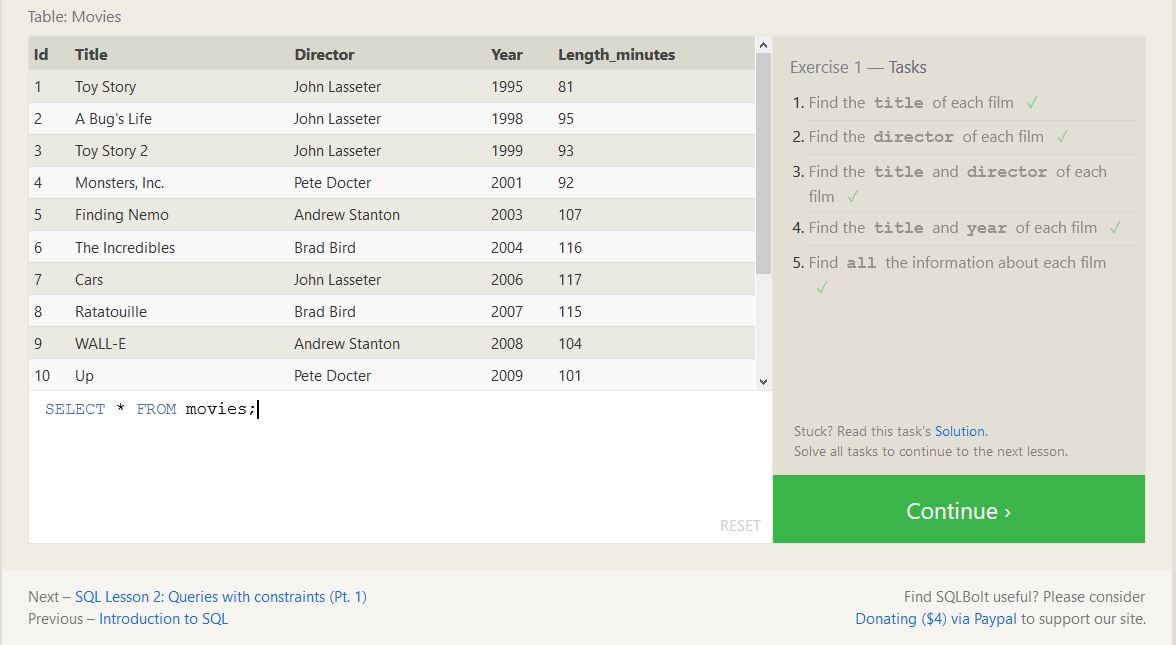 Table: Movies
Id Title Director Year Length_minutes
1 Toy Story John Lasseter 1995 81
2 A Bug's Life John Lasseter 1998 95
3 Toy Story 2 John Lasseter 1999 93
4 Monsters, Inc. Pete Docter 2001 92
5 Finding Nemo Andrew Stanton 2003 107
6 The Incredibles Brad Bird 2004 116
7 Cars John Lasseter 2006 117
8 Ratatouille Brad Bird 2007 115
9 WALL-E Andrew Stanton 2008 104
10 Up Pete Docter 2009 101
SELECT * FROM movies;
RESET
Exercise 1 — Tasks
1. Find the title of each film ✓
2. Find the director of each film ✓
3. Find the title and director of each
film ✓
4. Find the title and year of each film ✓
5. Find all the information about each film
✓
Stuck? Read this task's Solution.
Solve all tasks to continue to the next lesson.
Continue ›
Next – SQL Lesson 2: Queries with constraints (Pt. 1)
Previous – Introduction to SQL
Find SQLBolt useful? Please consider
Donating ($4) via Paypal to support our site.